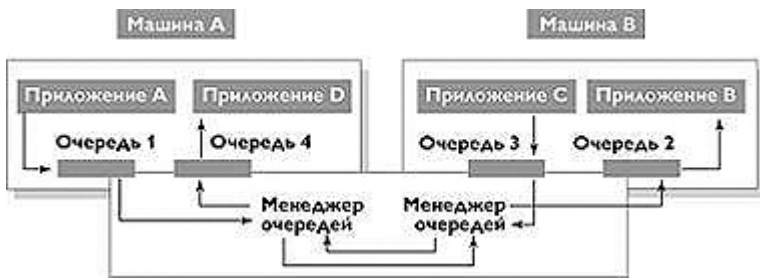 Машина А
Машина В
Приложение А
Приложение D
Приложение С
Приложение В
Очередь 1
Очередь 4
Очередь 3
Очередь 2
Менеджер
очередей
Менеджер
очередей